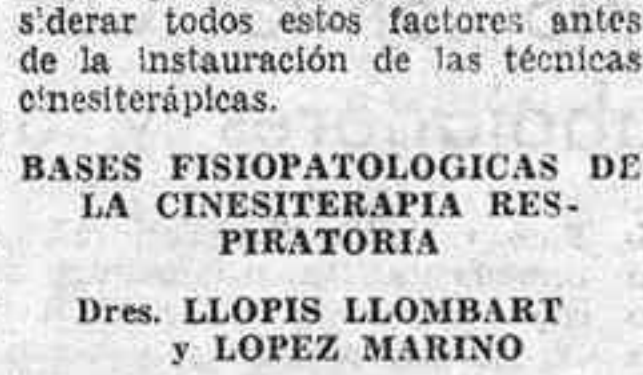 siderar todos estos factores antes
de la instauración de las técnicas
cinesiterápicas.
BASES FISIOPATOLOGICAS DE
LA CINESITERAPIA RES-
PIRATORIA
Dres. LLOPIS LLOMBART
y LOPEZ MARINO